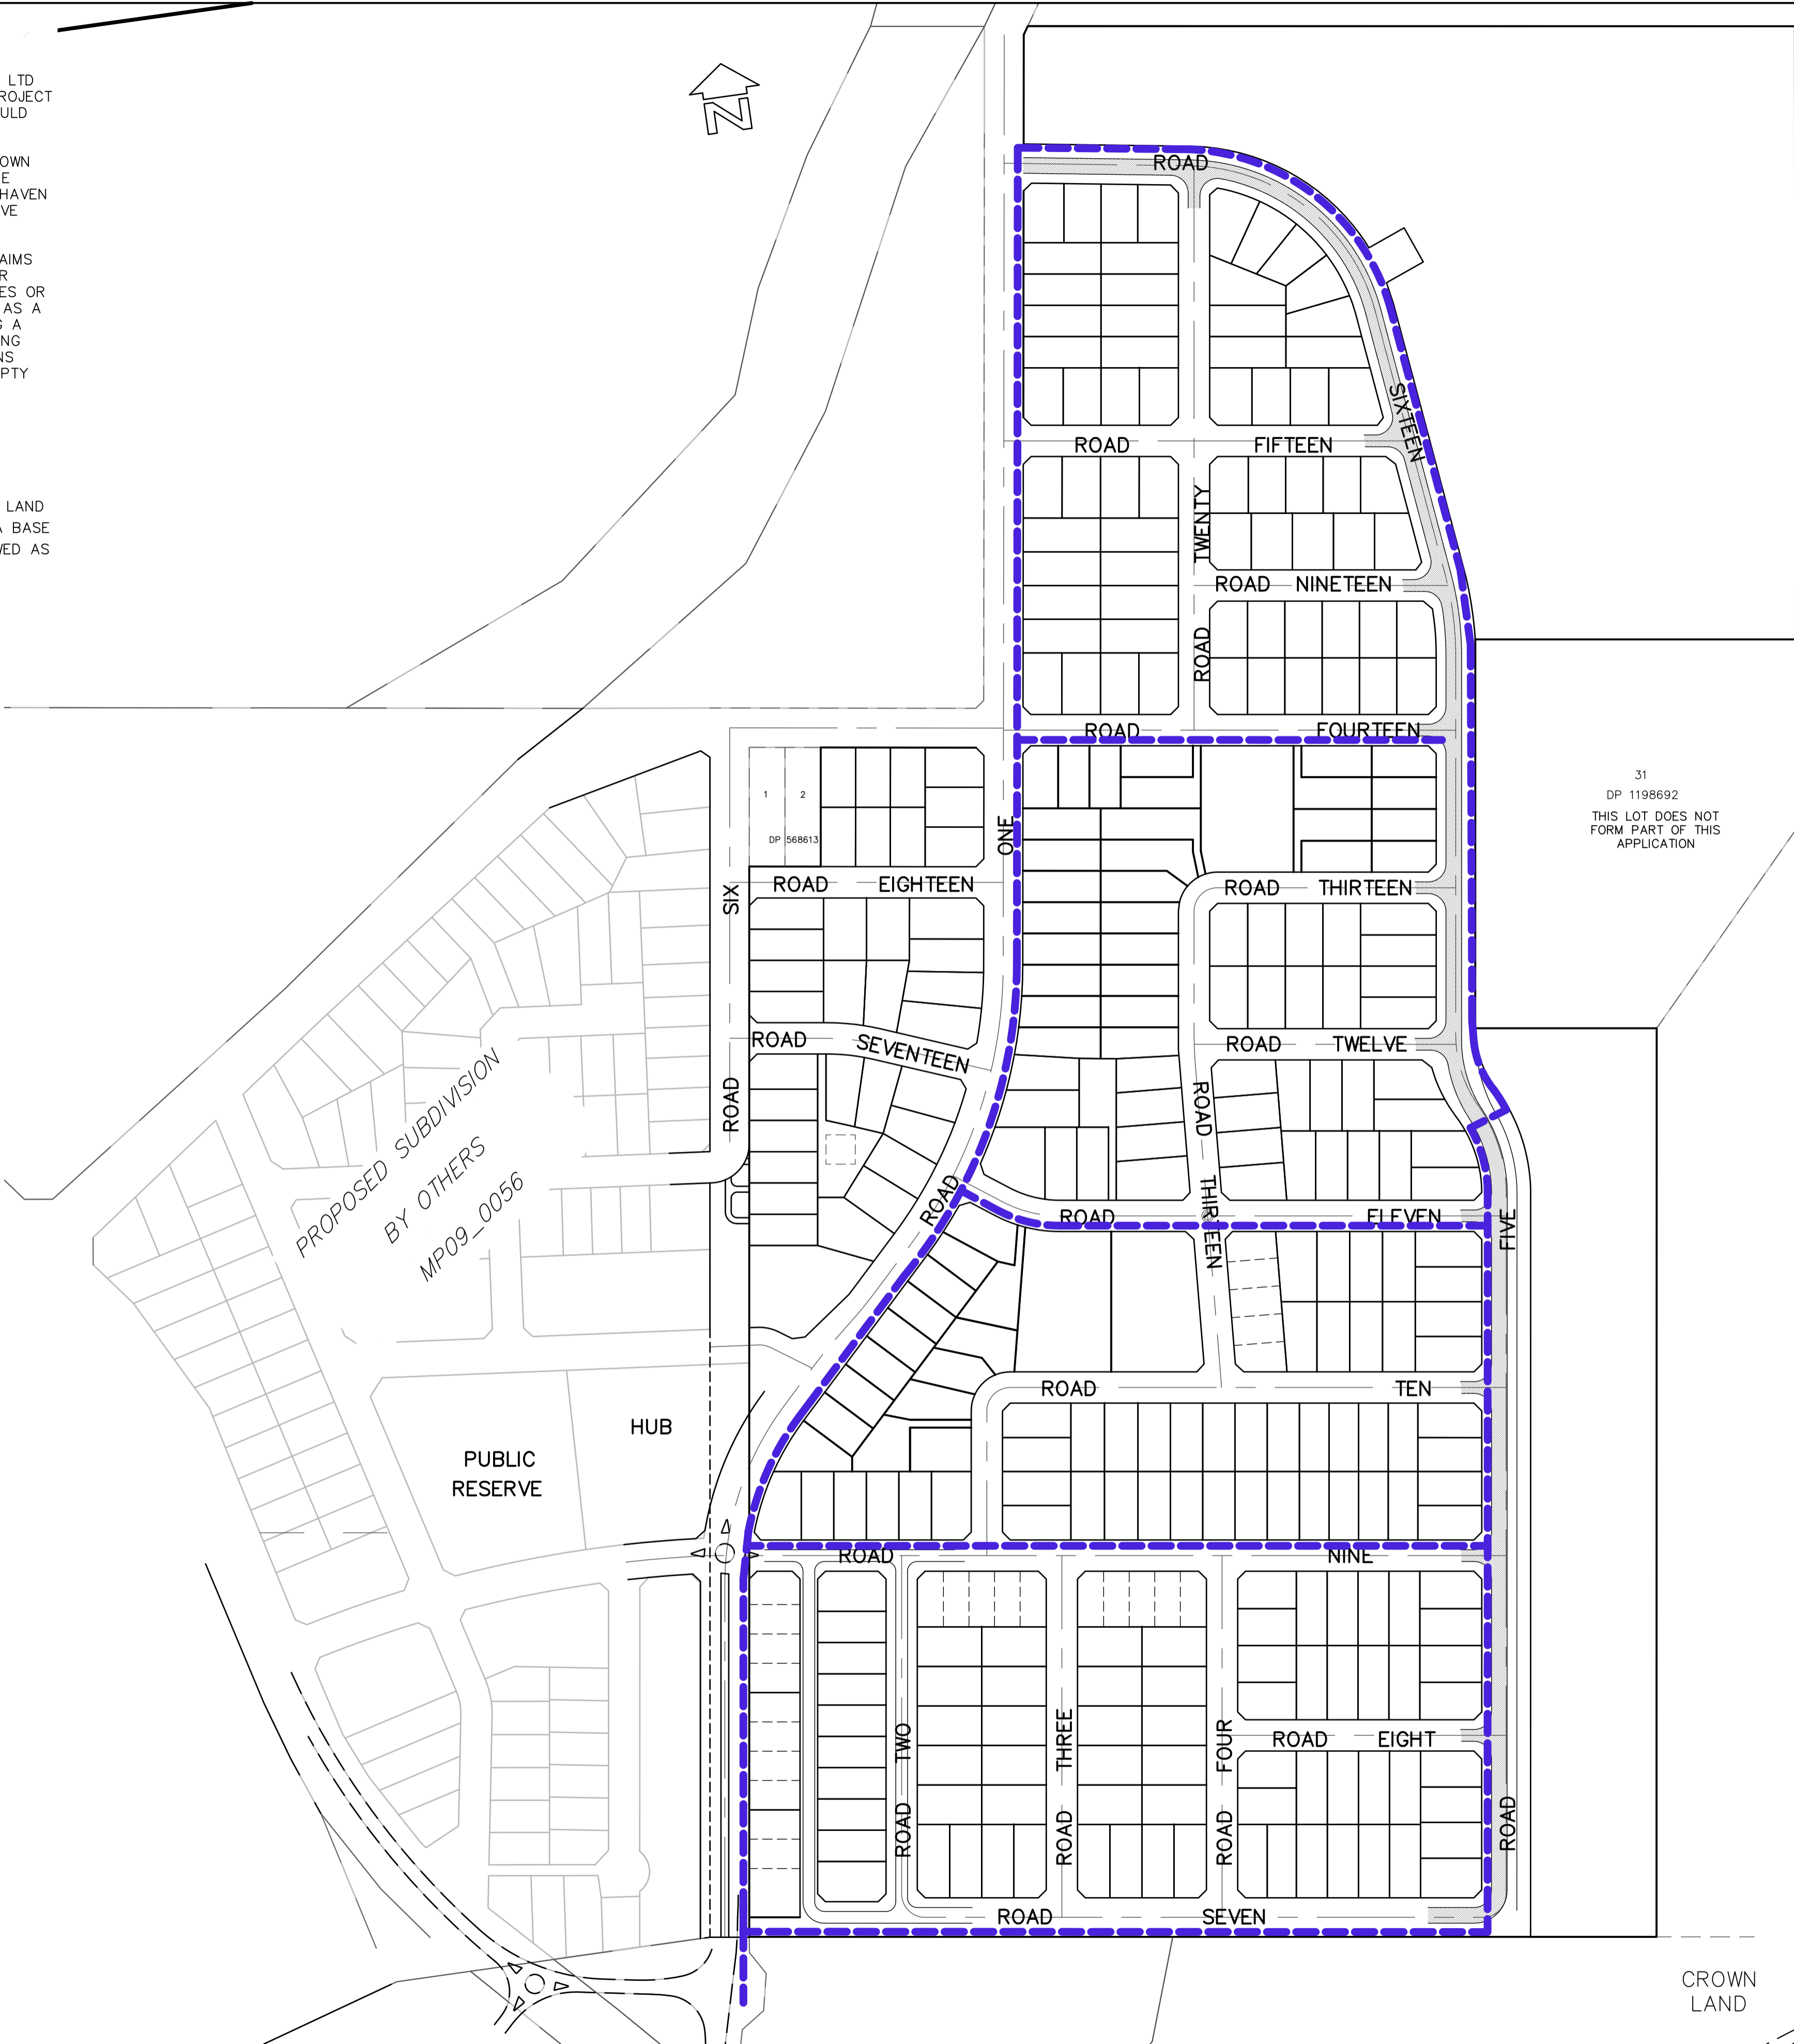 LTD
ROJECT
ULD
OWN
E
HAVEN
VE
AIMS
R
ES OR
AS A
G A
NG
NS
PTY
LAND
A BASE
WED AS
N
ROAD
SIXTEEN
ROAD FIFTEEN
ROAD TWENTY
ROAD NINETEEN
ROAD FOURTEEN
31
DP 1198692
THIS LOT DOES NOT
FORM PART OF THIS
APPLICATION
1 2
DP 568613
ROAD ONE
ROAD SIX
ROAD EIGHTEEN
ROAD THIRTEEN
ROAD SEVENTEEN
ROAD TWELVE
ROAD THIRTEEN
PROPOSED SUBDIVISION
BY OTHERS
MP09_0056
ROAD ELEVEN
ROAD FIVE
ROAD TEN
HUB
PUBLIC
RESERVE
ROAD NINE
ROAD TWO
ROAD THREE
ROAD FOUR
ROAD EIGHT
ROAD SEVEN
CROWN
LAND